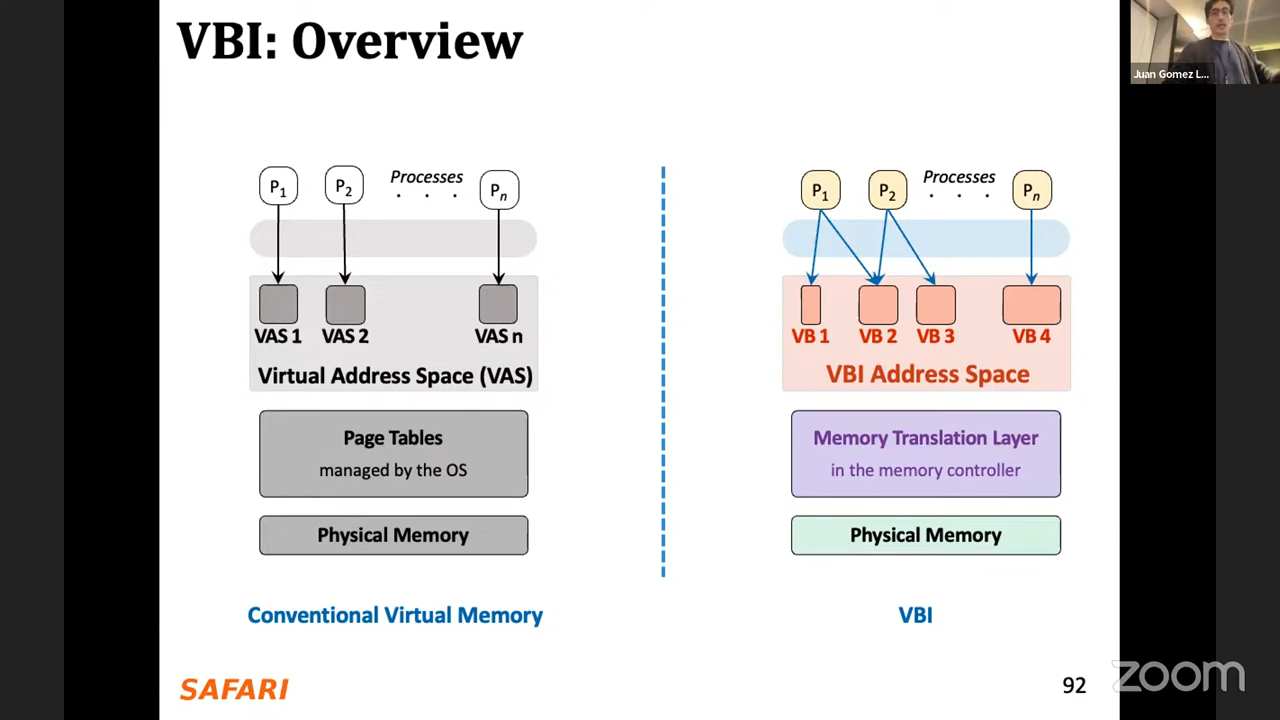 VBI: Overview
Juan Gomez L...
P1
P2
Processes
. . .
Pn
VAS 1
VAS 2
VAS n
Virtual Address Space (VAS)
Page Tables
managed by the OS
Physical Memory
Conventional Virtual Memory
P1
P2
Processes
. . .
Pn
VB 1
VB 2
VB 3
VB 4
VBI Address Space
Memory Translation Layer
in the memory controller
Physical Memory
VBI
SAFARI
92
zoom